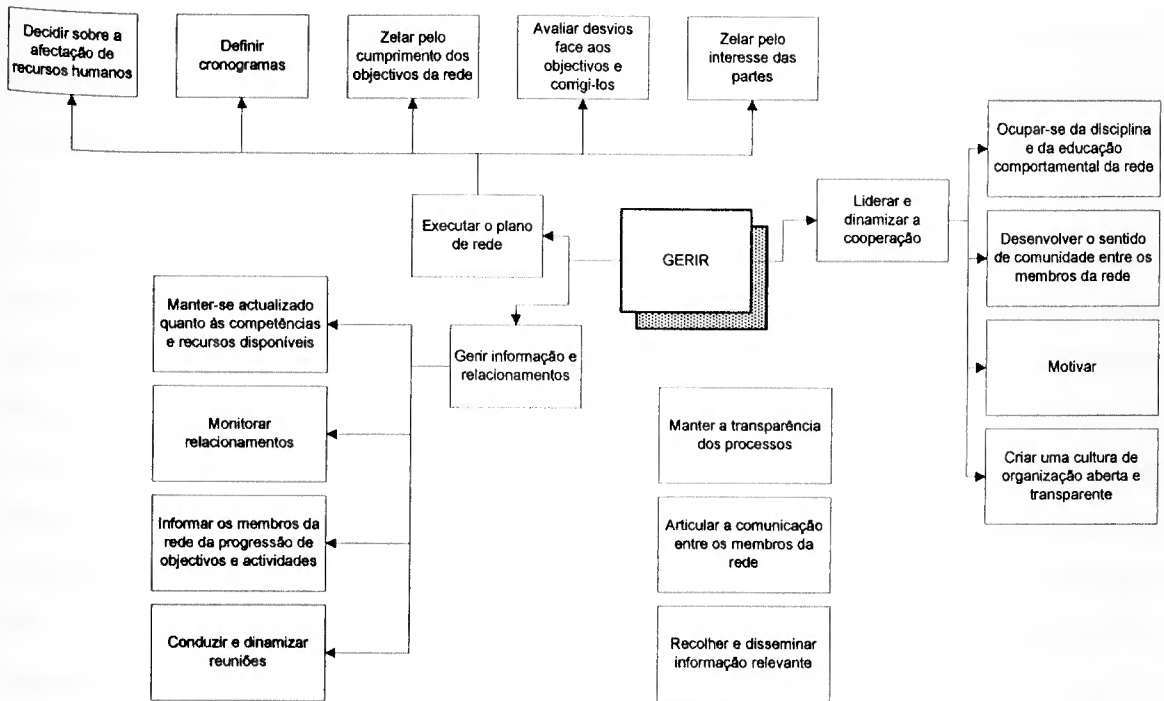 Decidir sobre a
afectação de
recursos humanos
Definir
cronogramas
Zelar pelo
cumprimento dos
objectivos da rede
Avaliar desvios
face aos
objectivos e
corrigi-los
Zelar pelo
interesse das
partes
Executar o plano
de rede
GERIR
Liderar e
dinamizar a
cooperação
Ocupar-se da disciplina
e da educação
comportamental da rede
Desenvolver o sentido
de comunidade entre os
membros da rede
Motivar
Criar uma cultura de
organização aberta e
transparente
Gerir informação e
relacionamentos
Manter-se actualizado
quanto às competências
e recursos disponíveis
Monitorar
relacionamentos
Informar os membros da
rede da progressão de
objectivos e actividades
Conduzir e dinamizar
reuniões
Manter a transparência
dos processos
Articular a comunicação
entre os membros da
rede
Recolher e disseminar
informação relevante